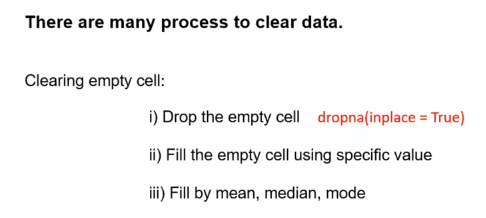 There are many process to clear data.
Clearing empty cell:
i) Drop the empty cell dropna(inplace = True)
ii) Fill the empty cell using specific value
iii) Fill by mean, median, mode